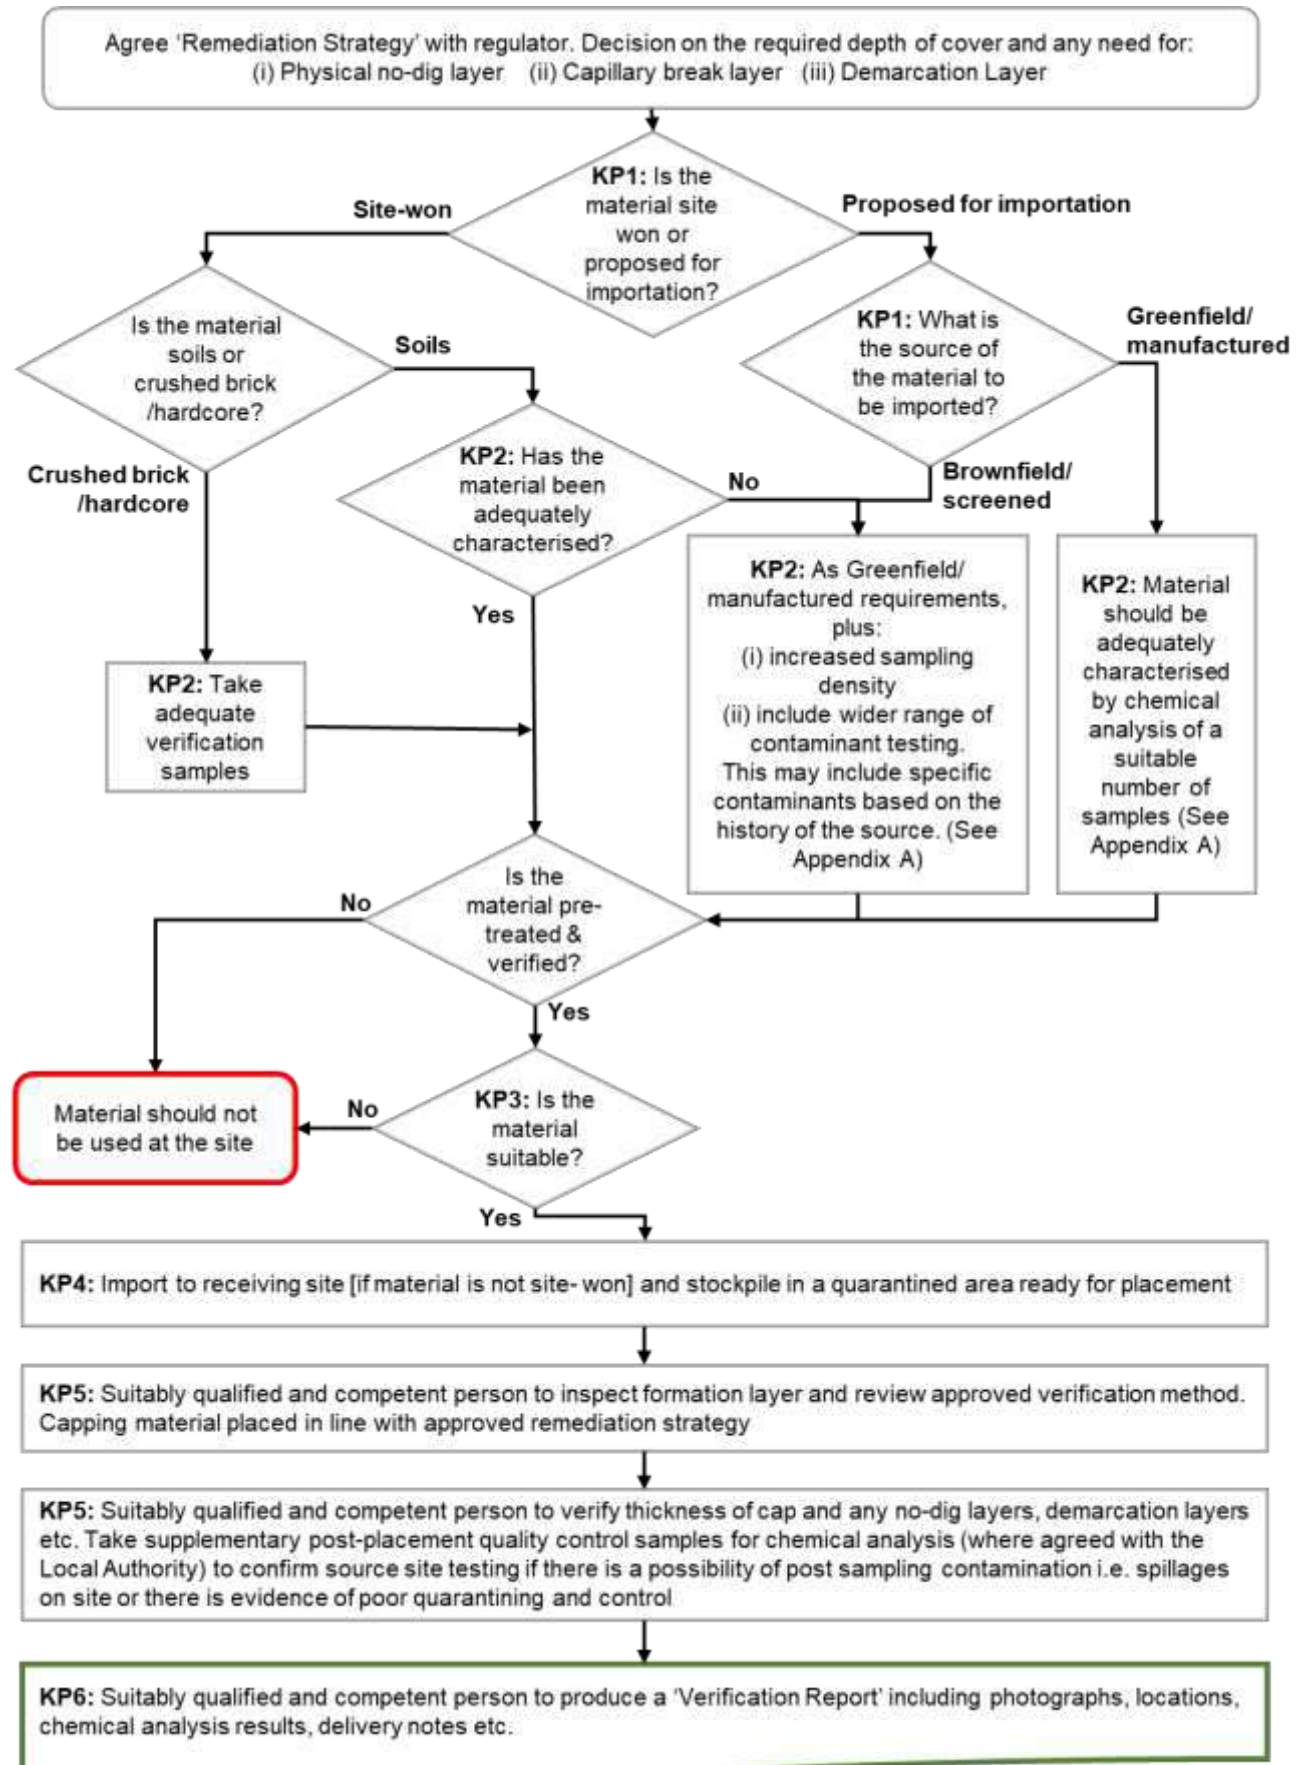 Agree ‘Remediation Strategy’ with regulator. Decision on the required depth of cover and any need for:
(i) Physical no-dig layer (ii) Capillary break layer (iii) Demarcation Layer
KP1: Is the
material site
won or
proposed for
importation?
Site-won
Proposed for importation
Is the material
soils or
crushed brick
/hardcore?
Soils
KP1: What is
the source of
the material to
be imported?
Greenfield/
manufactured
Crushed brick
/hardcore
KP2: Has the
material been
adequately
characterised?
No
Brownfield/
screened
Yes
KP2: Take
adequate
verification
samples
KP2: As Greenfield/
manufactured requirements,
plus:
(i) increased sampling
density
(ii) include wider range of
contaminant testing.
This may include specific
contaminants based on the
history of the source. (See
Appendix A)
KP2: Material
should be
adequately
characterised
by chemical
analysis of a
suitable
number of
samples (See
Appendix A)
Is the
material pre-
treated &
verified?
No
Yes
KP3: Is the
material
suitable?
No
Material should not
be used at the site
Yes
KP4: Import to receiving site [if material is not site- won] and stockpile in a quarantined area ready for placement
KP5: Suitably qualified and competent person to inspect formation layer and review approved verification method.
Capping material placed in line with approved remediation strategy
KP5: Suitably qualified and competent person to verify thickness of cap and any no-dig layers, demarcation layers
etc. Take supplementary post-placement quality control samples for chemical analysis (where agreed with the
Local Authority) to confirm source site testing if there is a possibility of post sampling contamination i.e. spillages
on site or there is evidence of poor quarantining and control
KP6: Suitably qualified and competent person to produce a ‘Verification Report’ including photographs, locations,
chemical analysis results, delivery notes etc.